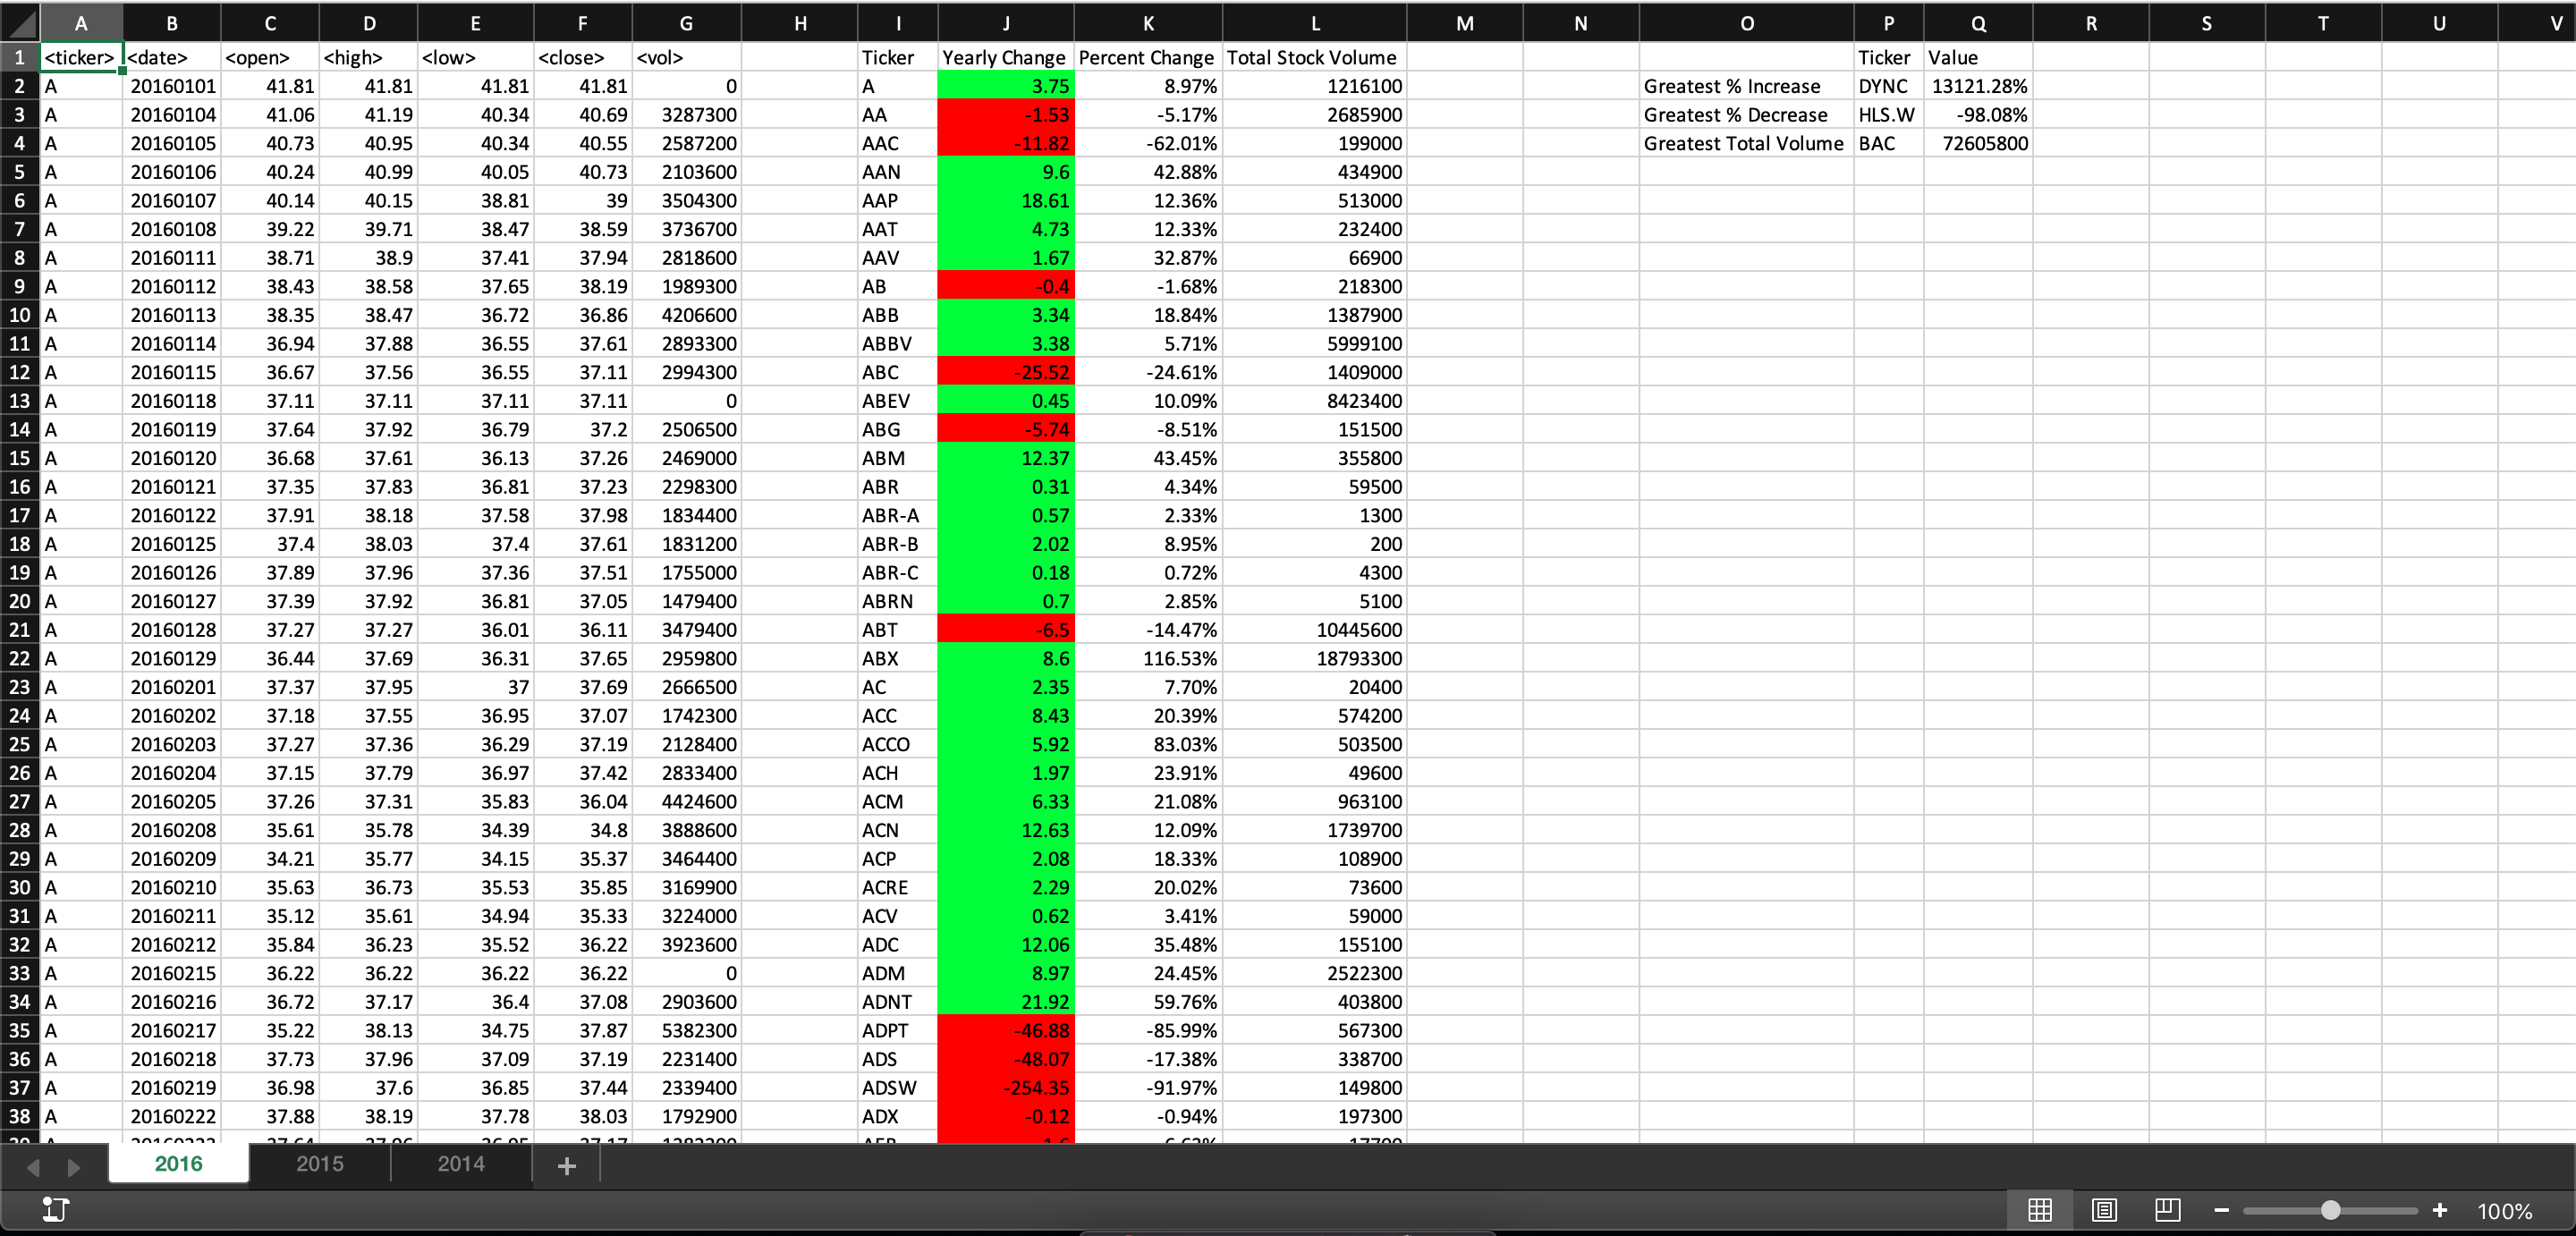 A B C D E F G H I J K L M N O P Q R S T U V
1 <ticker> <date> <open> <high> <low> <close> <vol> Ticker Yearly Change Percent Change Total Stock Volume Ticker Value
2 A 20160101 41.81 41.81 41.81 41.81 0 A 3.75 8.97% 1216100 Greatest % Increase DYNC 13121.28%
3 A 20160104 41.06 41.19 40.34 40.69 3287300 AA -1.53 -5.17% 2685900 Greatest % Decrease HLS.W -98.08%
4 A 20160105 40.73 40.95 40.34 40.55 2587200 AAC -11.82 -62.01% 199000 Greatest Total Volume BAC 72605800
5 A 20160106 40.24 40.99 40.05 40.73 2103600 AAN 9.6 42.88% 434900
6 A 20160107 40.14 40.15 38.81 39 3504300 AAP 18.61 12.36% 513000
7 A 20160108 39.22 39.71 38.47 38.59 3736700 AAT 4.73 12.33% 232400
8 A 20160111 38.71 38.9 37.41 37.94 2818600 AAV 1.67 32.87% 66900
9 A 20160112 38.43 38.58 37.65 38.19 1989300 AB -0.4 -1.68% 218300
10 A 20160113 38.35 38.47 36.72 36.86 4206600 ABB 3.34 18.84% 1387900
11 A 20160114 36.94 37.88 36.55 37.61 2893300 ABBV 3.38 5.71% 5999100
12 A 20160115 36.67 37.56 36.55 37.11 2994300 ABC -25.52 -24.61% 1409000
13 A 20160118 37.11 37.11 37.11 37.11 0 ABEV 0.45 10.09% 8423400
14 A 20160119 37.64 37.92 36.79 37.2 2506500 ABG -5.74 -8.51% 151500
15 A 20160120 36.68 37.61 36.13 37.26 2469000 ABM 12.37 43.45% 355800
16 A 20160121 37.35 37.83 36.81 37.23 2298300 ABR 0.31 4.34% 59500
17 A 20160122 37.91 38.18 37.58 37.98 1834400 ABR-A 0.57 2.33% 1300
18 A 20160125 37.4 38.03 37.4 37.61 1831200 ABR-B 2.02 8.95% 200
19 A 20160126 37.89 37.96 37.36 37.51 1755000 ABR-C 0.18 0.72% 4300
20 A 20160127 37.39 37.92 36.81 37.05 1479400 ABRN 0.7 2.85% 5100
21 A 20160128 37.27 37.27 36.01 36.11 3479400 ABT -6.5 -14.47% 10445600
22 A 20160129 36.44 37.69 36.31 37.65 2959800 ABX 8.6 116.53% 18793300
23 A 20160201 37.37 37.95 37 37.69 2666500 AC 2.35 7.70% 20400
24 A 20160202 37.18 37.55 36.95 37.07 1742300 ACC 8.43 20.39% 574200
25 A 20160203 37.27 37.36 36.29 37.19 2128400 ACCO 5.92 83.03% 503500
26 A 20160204 37.15 37.79 36.97 37.42 2833400 ACH 1.97 23.91% 49600
27 A 20160205 37.26 37.31 35.83 36.04 4424600 ACM 6.33 21.08% 963100
28 A 20160208 35.61 35.78 34.39 34.8 3888600 ACN 12.63 12.09% 1739700
29 A 20160209 34.21 35.77 34.15 35.37 3464400 ACP 2.08 18.33% 108900
30 A 20160210 35.63 36.73 35.53 35.85 3169900 ACRE 2.29 20.02% 73600
31 A 20160211 35.12 35.61 34.94 35.33 3224000 ACV 0.62 3.41% 59000
32 A 20160212 35.84 36.23 35.52 36.22 3923600 ADC 12.06 35.48% 155100
33 A 20160215 36.22 36.22 36.22 36.22 0 ADM 8.97 24.45% 2522300
34 A 20160216 36.72 37.17 36.4 37.08 2903600 ADNT 21.92 59.76% 403800
35 A 20160217 35.22 38.13 34.75 37.87 5382300 ADPT -46.88 -85.99% 567300
36 A 20160218 37.73 37.96 37.09 37.19 2231400 ADS -48.07 -17.38% 338700
37 A 20160219 36.98 37.6 36.85 37.44 2339400 ADSW -254.35 -91.97% 149800
38 A 20160222 37.88 38.19 37.78 38.03 1792900 ADX -0.12 -0.94% 197300
2016 2015 2014 +
100%